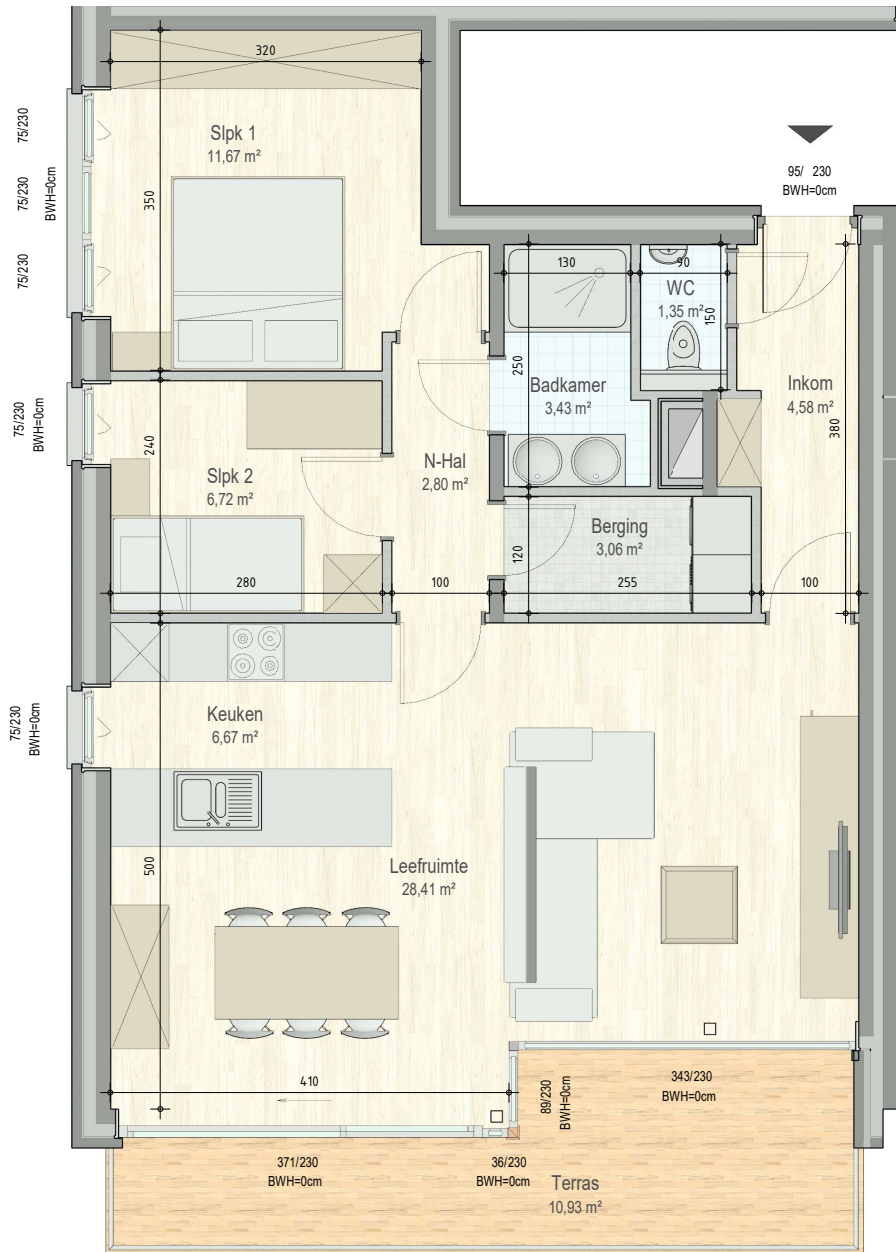 320
75/230
75/230
BWH=0cm
75/230
Slpk 1
11,67 m²
350
95/ 230
BWH=0cm
130
90
WC
1,35 m²
150
250
Badkamer
3,43 m²
Inkom
4,58 m²
380
75/230
BWH=0cm
240
Slpk 2
6,72 m²
N-Hal
2,80 m²
Berging
3,06 m²
120
280
100
255
100
75/230
BWH=0cm
Keuken
6,67 m²
500
Leefruimte
28,41 m²
410
89/230
BWH=0cm
343/230
BWH=0cm
371/230
BWH=0cm
36/230
BWH=0cm
Terras
10,93 m²